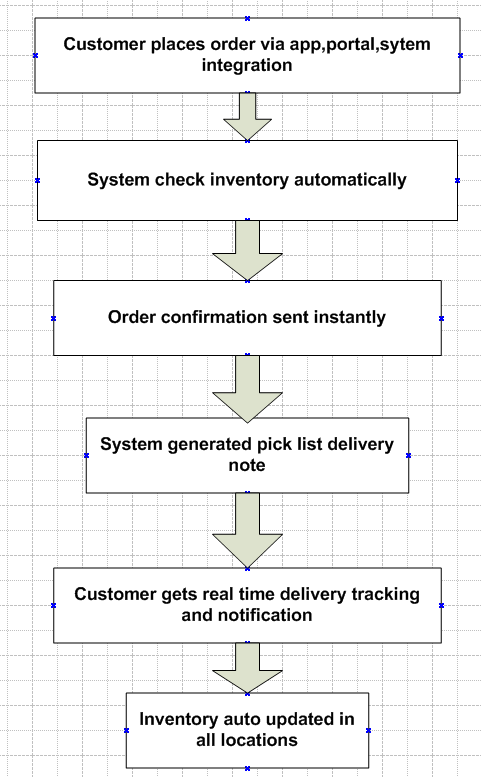 Customer places order via app,portal,sytem
integration
System check inventory automatically
Order confirmation sent instantly
System generated pick list delivery
note
Customer gets real time delivery tracking
and notification
Inventory auto updated in
all locations